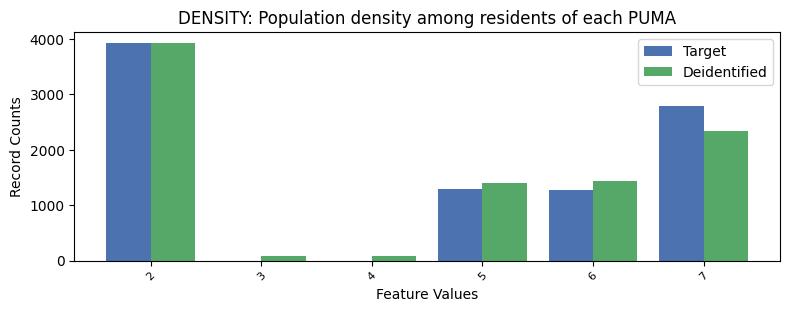 DENSITY: Population density among residents of each PUMA
Target
Deidentified
Record Counts
4000
3000
2000
1000
0
2 3 4 5 6 7
Feature Values